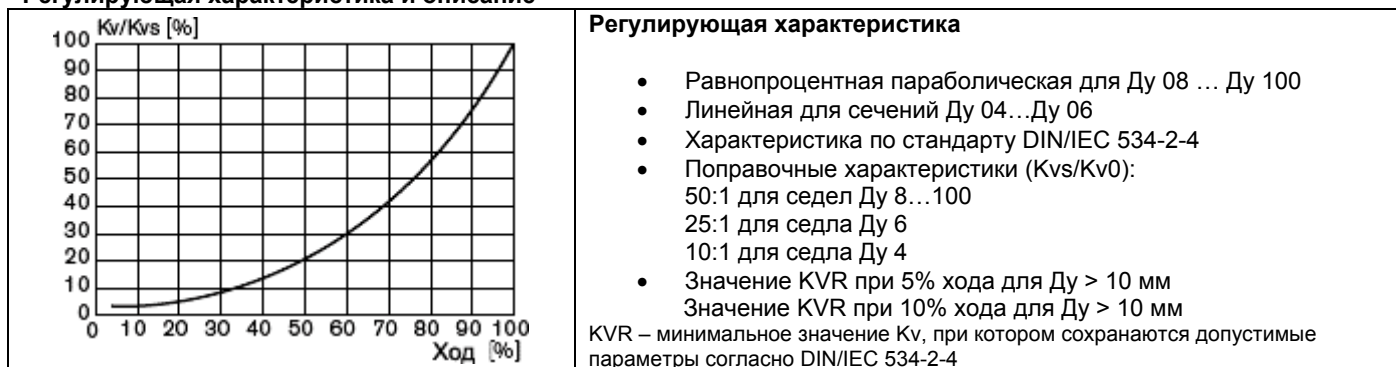 Kv/Kvs [%]
100
90
80
70
60
50
40
30
20
10
0
0 10 20 30 40 50 60 70 80 90 100
Ход [%]
Регулирующая характеристика
• Равнопроцентная параболическая для Ду 08 … Ду 100
• Линейная для сечений Ду 04…Ду 06
• Характеристика по стандарту DIN/IEC 534-2-4
• Поправочные характеристики (Kvs/Kv0):
50:1 для седел Ду 8…100
25:1 для седла Ду 6
10:1 для седла Ду 4
• Значение KVR при 5% хода для Ду > 10 мм
Значение KVR при 10% хода для Ду > 10 мм
KVR – минимальное значение Kv, при котором сохранаются допустимые
параметры согласно DIN/IEC 534-2-4